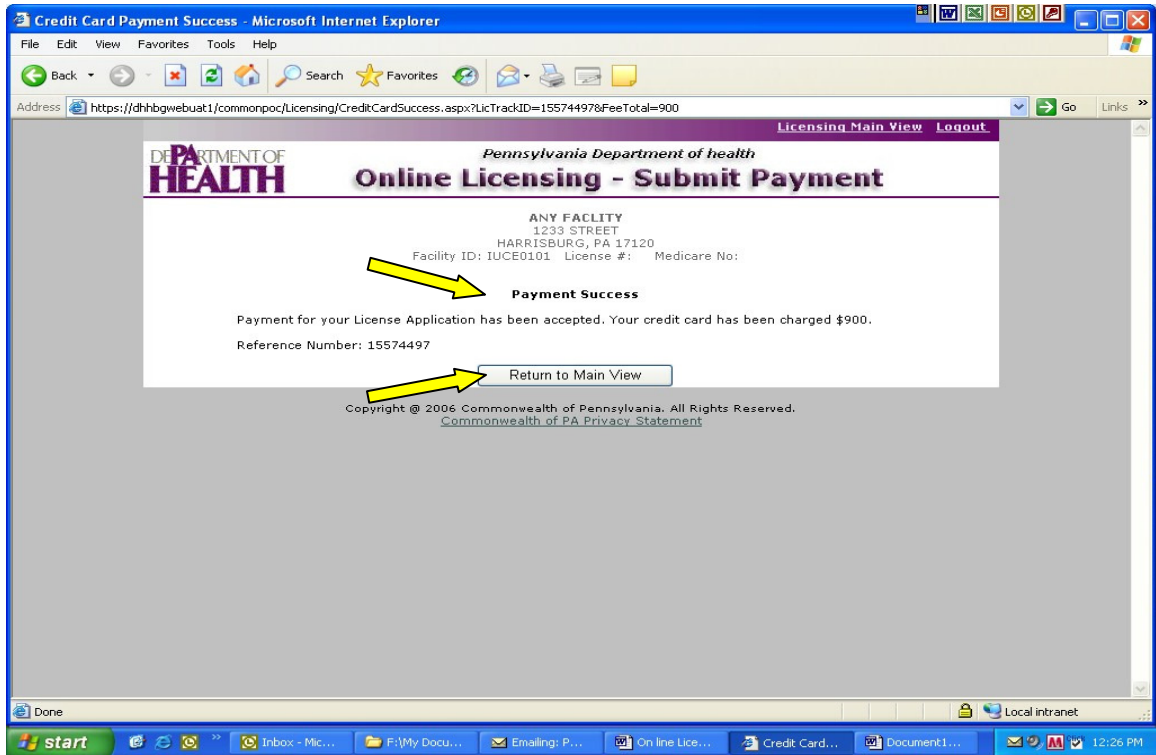 Credit Card Payment Success - Microsoft Internet Explorer
File Edit View Favorites Tools Help
Back Search Favorites
Address https://dhhbgwebuat1/commonpoc/Licensing/CreditCardSuccess.aspx?LicTrackID=15574497&FeeTotal=900 Go Links »
Licensing Main View Logout
DEPARTMENT OF Pennsylvania Department of health
HEALTH Online Licensing - Submit Payment
ANY FACLITY
1233 STREET
HARRISBURG, PA 17120
Facility ID: IUCE0101 License #: Medicare No:
Payment Success
Payment for your License Application has been accepted. Your credit card has been charged $900.
Reference Number: 15574497
Return to Main View
Copyright @ 2006 Commonwealth of Pennsylvania. All Rights Reserved.
Commonwealth of PA Privacy Statement
Done Local intranet
start » Inbox - Mic... F:\My Docu... Emailing: P... On line Lice... Credit Card... Document1... 12:26 PM